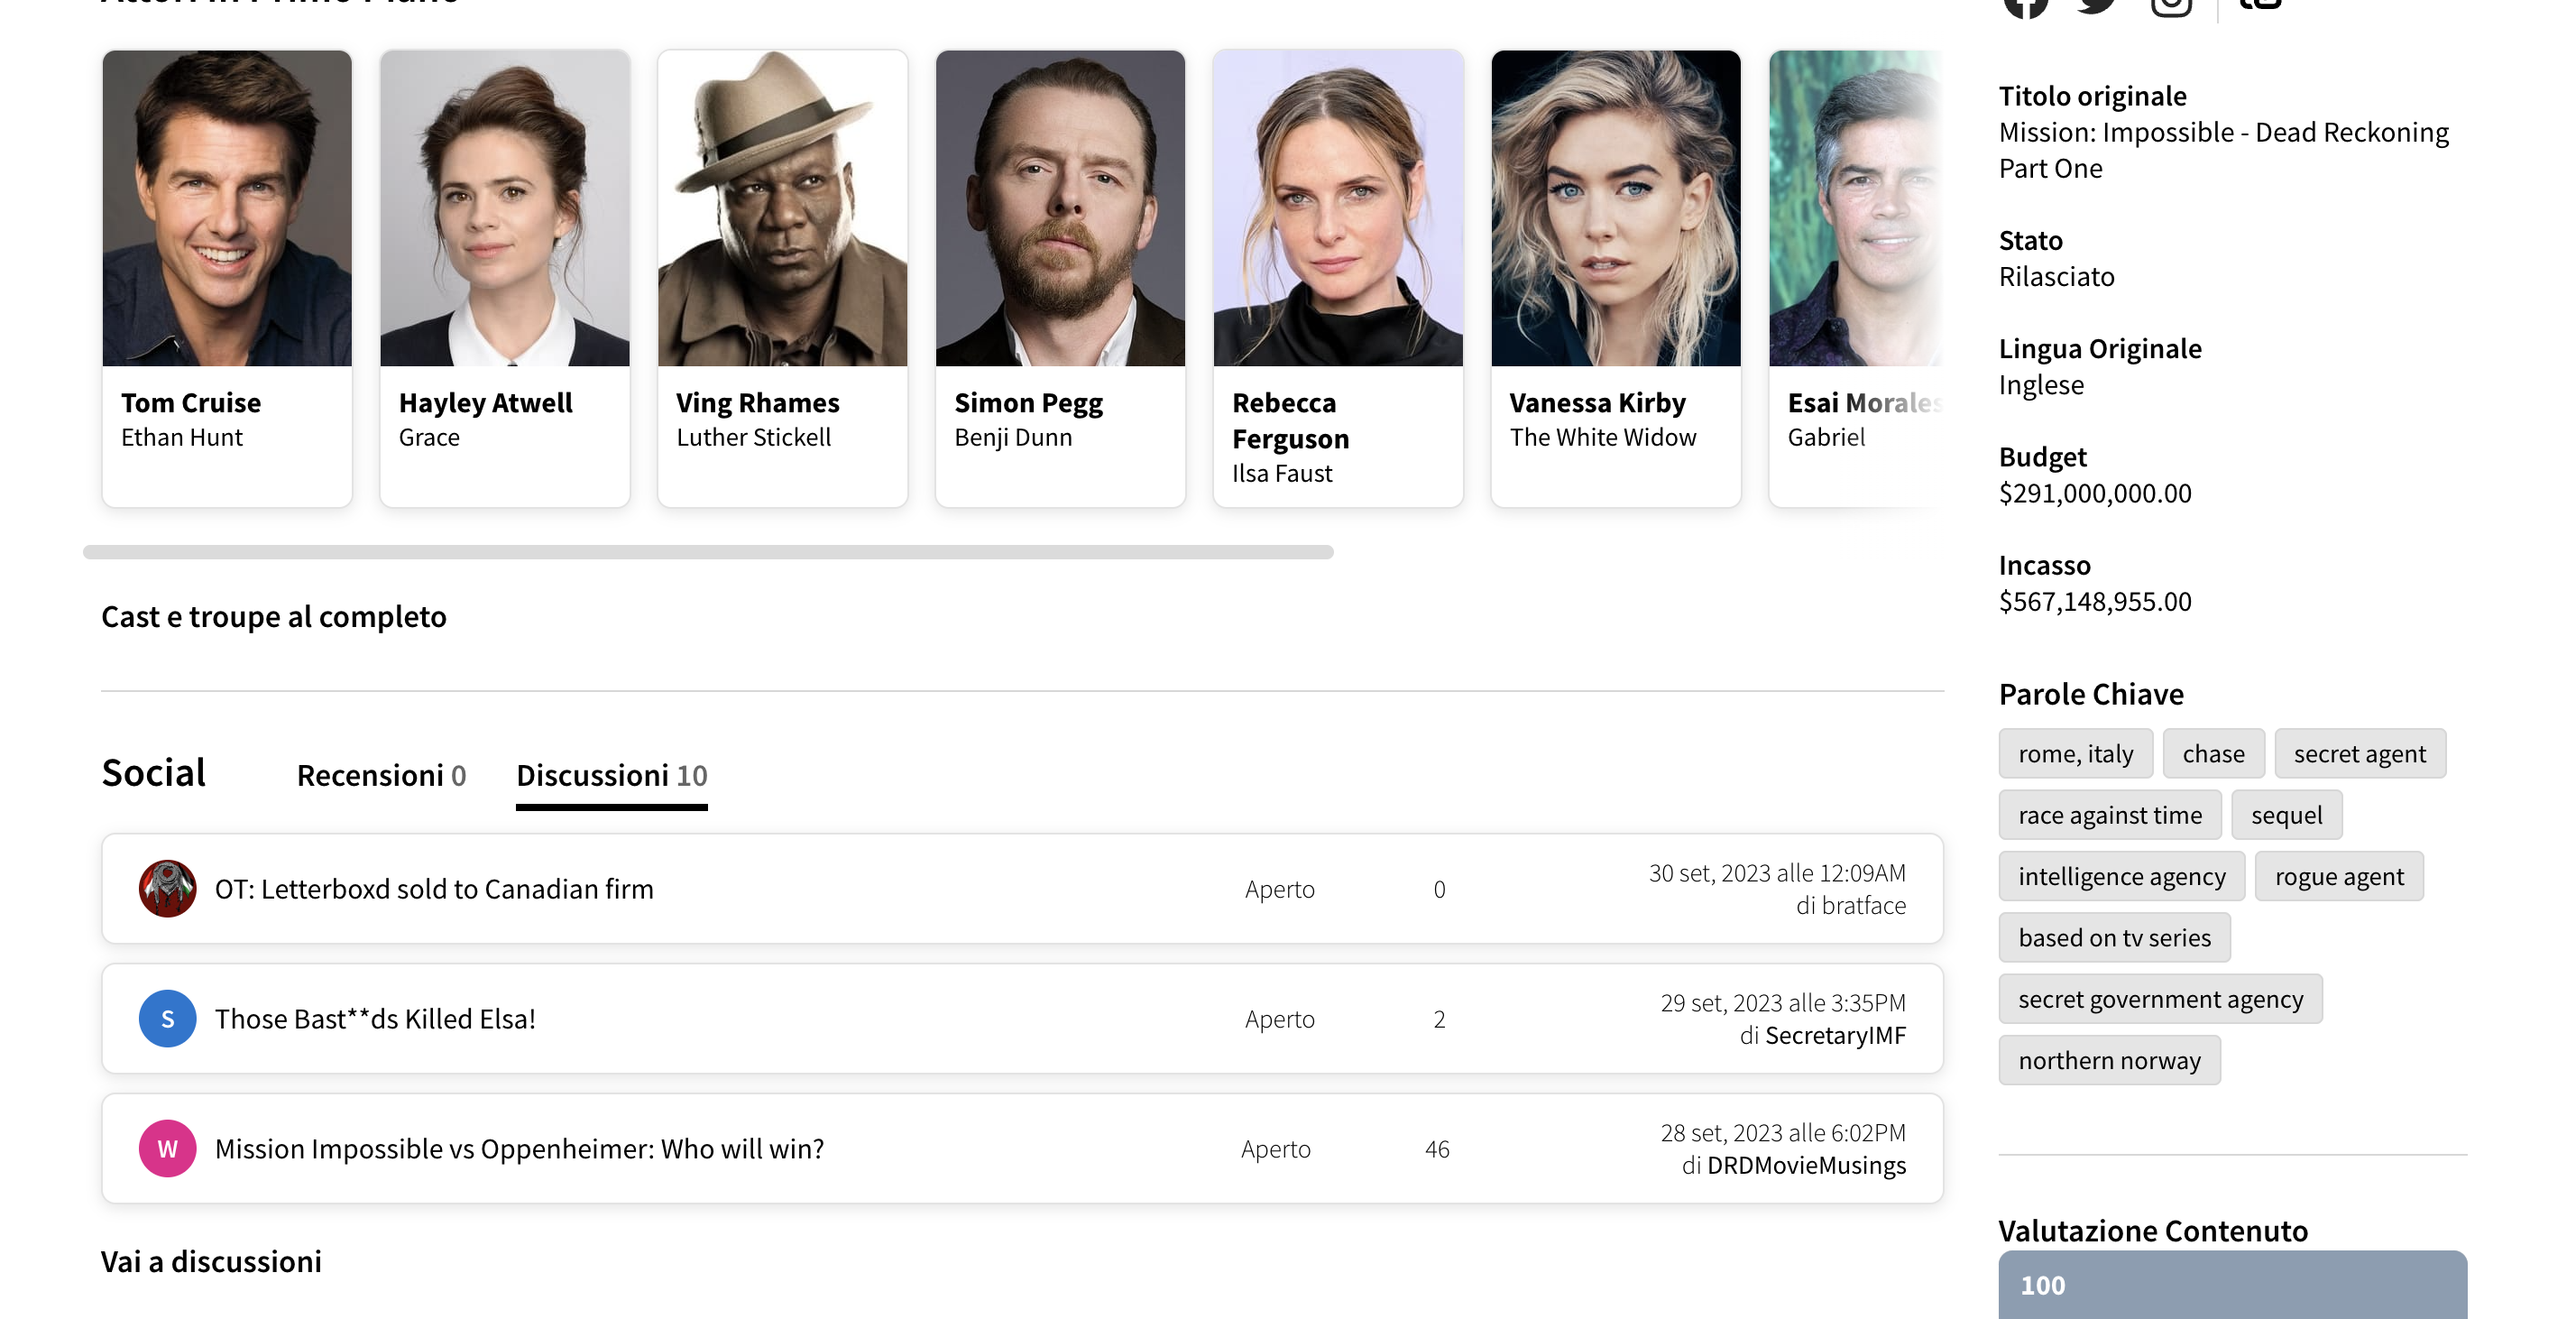 Attori in Primo Piano
Tom Cruise
Ethan Hunt
Hayley Atwell
Grace
Ving Rhames
Luther Stickell
Simon Pegg
Benji Dunn
Rebecca
Ferguson
Ilsa Faust
Vanessa Kirby
The White Widow
Esai Morales
Gabriel
Cast e troupe al completo
Social
Recensioni 0
Discussioni 10
OT: Letterboxd sold to Canadian firm
Aperto
0
30 set, 2023 alle 12:09AM
di bratface
S
Those Bast**ds Killed Elsa!
Aperto
2
29 set, 2023 alle 3:35PM
di SecretaryIMF
W
Mission Impossible vs Oppenheimer: Who will win?
Aperto
46
28 set, 2023 alle 6:02PM
di DRDMovieMusings
Vai a discussioni
Titolo originale
Mission: Impossible - Dead Reckoning
Part One
Stato
Rilasciato
Lingua Originale
Inglese
Budget
$291,000,000.00
Incasso
$567,148,955.00
Parole Chiave
rome, italy
chase
secret agent
race against time
sequel
intelligence agency
rogue agent
based on tv series
secret government agency
northern norway
Valutazione Contenuto
100